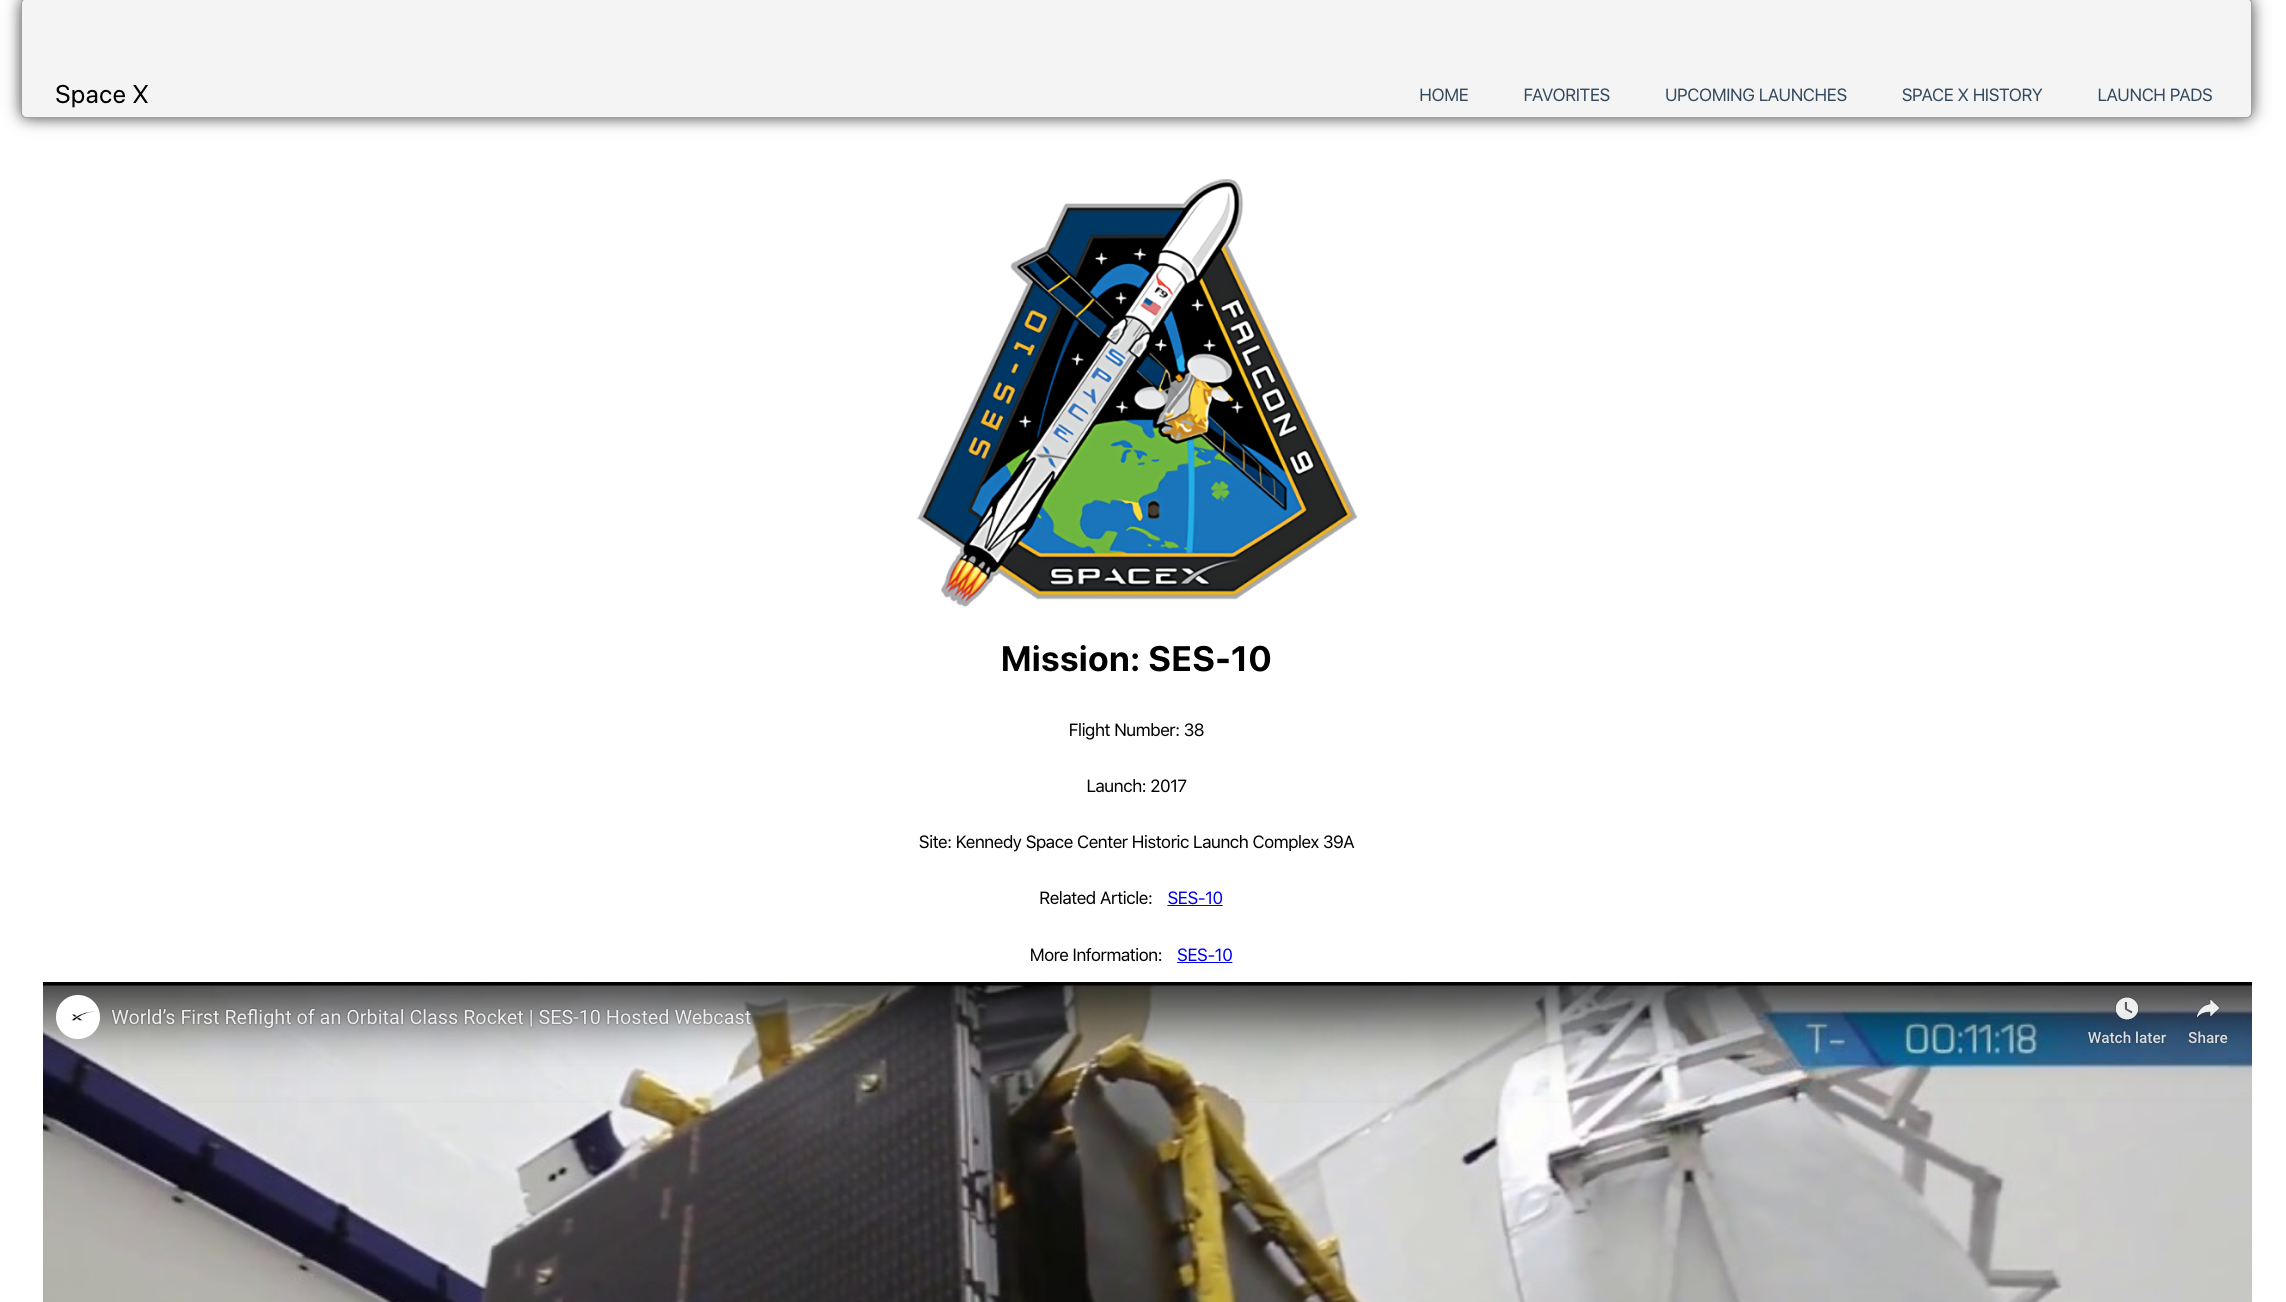 Space X
HOME FAVORITES UPCOMING LAUNCHES SPACE X HISTORY LAUNCH PADS
F9
SES-10
SPACEX
FALCON 9
SPACEX
Mission: SES-10
Flight Number: 38
Launch: 2017
Site: Kennedy Space Center Historic Launch Complex 39A
Related Article: SES-10
More Information: SES-10
World’s First Reflight of an Orbital Class Rocket | SES-10 Hosted Webcast
Watch later Share
T- 00:11:18